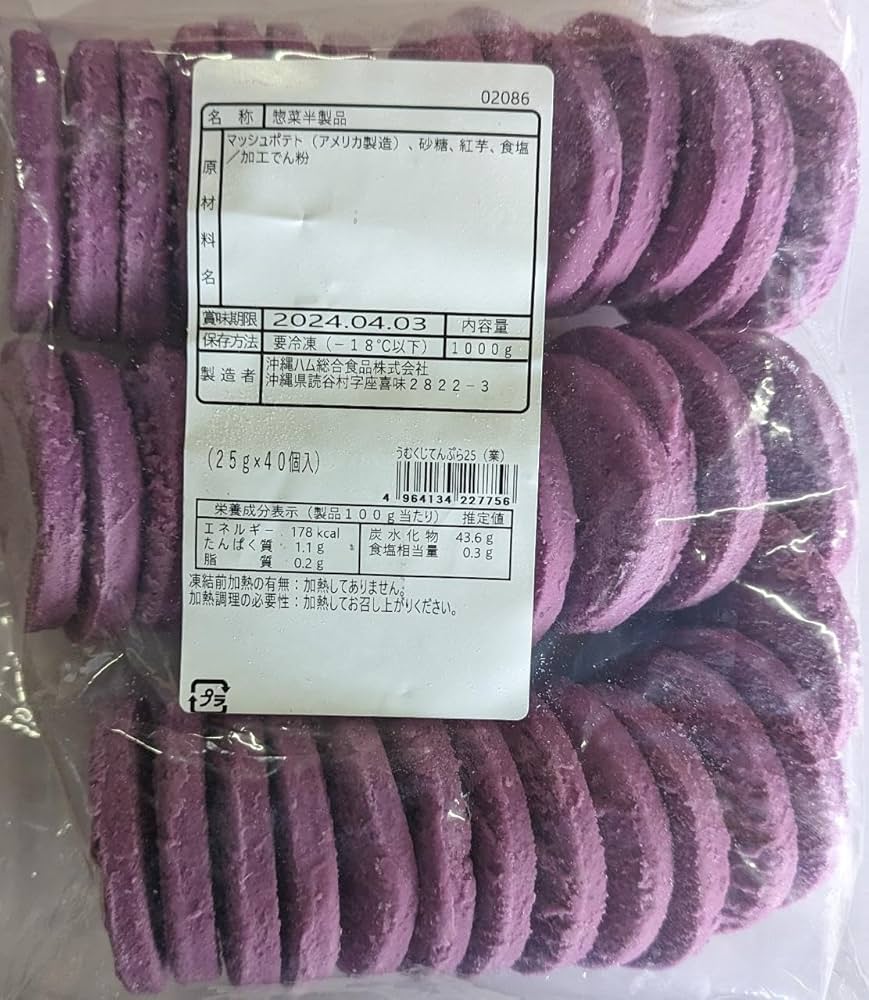 02086
名 称 惣菜半製品
原材料名 マッシュポテト（アメリカ製造）、砂糖、紅芋、食塩
／加工でん粉
賞味期限 2024.04.03 内容量
保存方法 要冷凍（－１８℃以下） １０００ｇ
製造者 沖縄ハム総合食品株式会社
沖縄県読谷村字座喜味２８２２－３
（２５ｇ×４０個入）
うむくじてんぷら25（業）
4 964134 227756
栄養成分表示（製品１００ｇ当たり） 推定値
エネルギー 178 kcal 炭水化物 43.6 g
たんぱく質 1.1 g 食塩相当量 0.3 g
脂 質 0.2 g
凍結前加熱の有無：加熱してありません。
加熱調理の必要性：加熱してお召し上がりください。
プラ